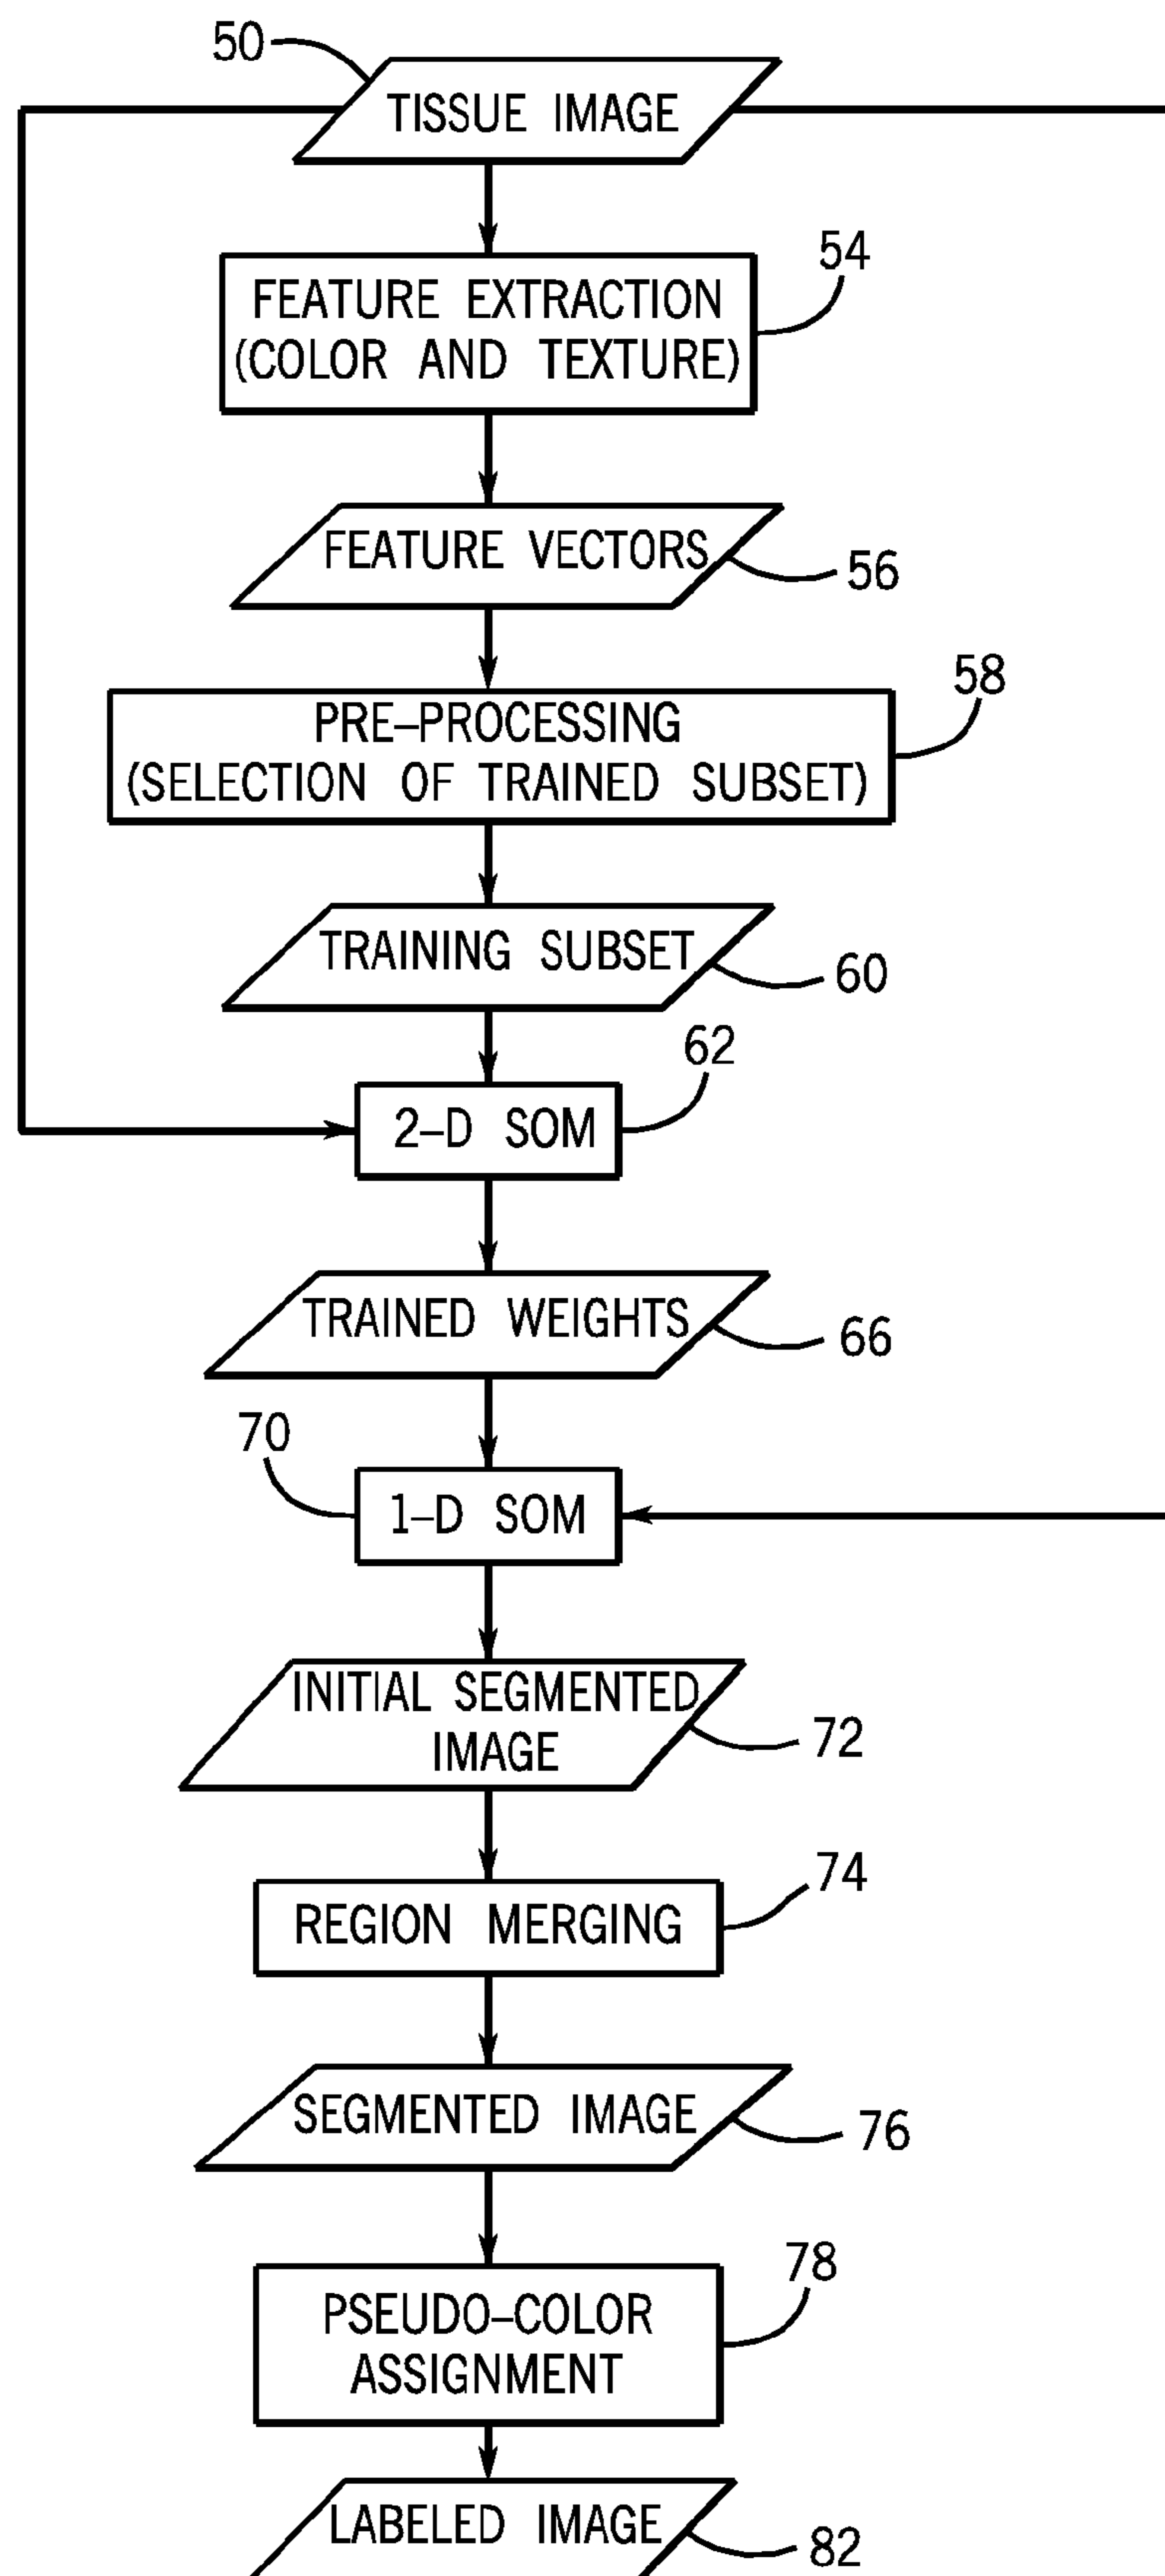 50
TISSUE IMAGE
54
FEATURE EXTRACTION
(COLOR AND TEXTURE)
FEATURE VECTORS
56
58
PRE–PROCESSING
(SELECTION OF TRAINED SUBSET)
TRAINING SUBSET
60
62
2–D SOM
TRAINED WEIGHTS
66
70
1–D SOM
INITIAL SEGMENTED
IMAGE
72
74
REGION MERGING
SEGMENTED IMAGE
76
78
PSEUDO–COLOR
ASSIGNMENT
LABELED IMAGE
82